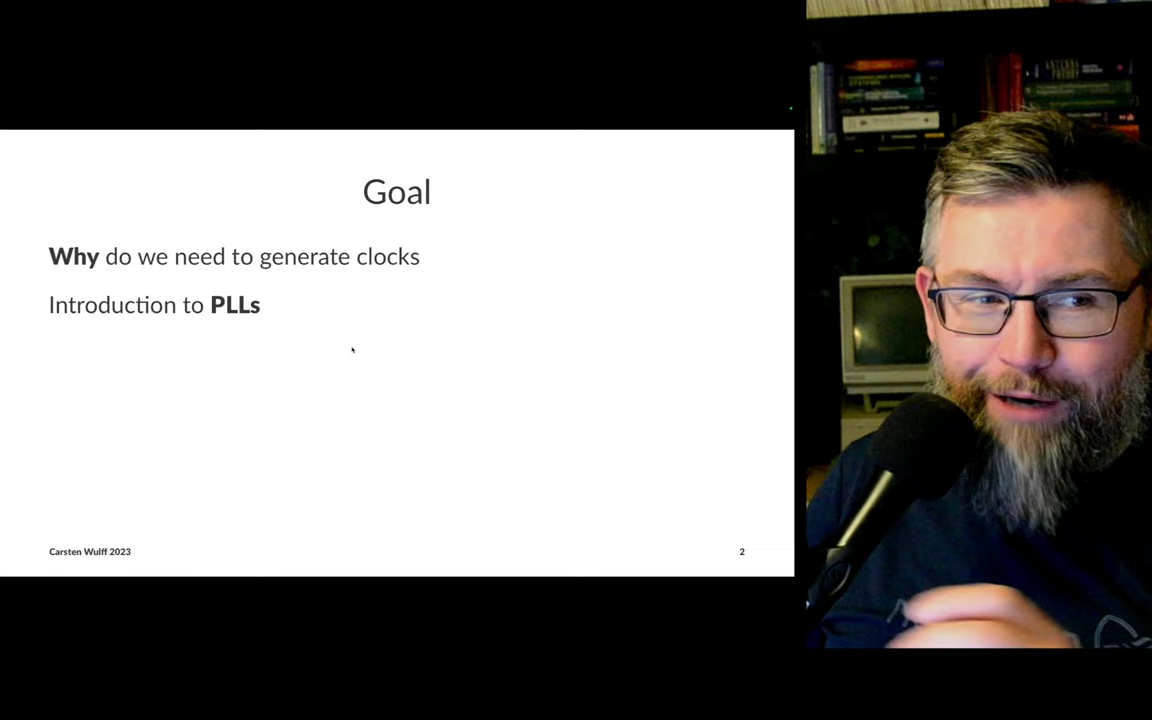 Goal
Why do we need to generate clocks
Introduction to PLLs
Carsten Wulff 2023
2